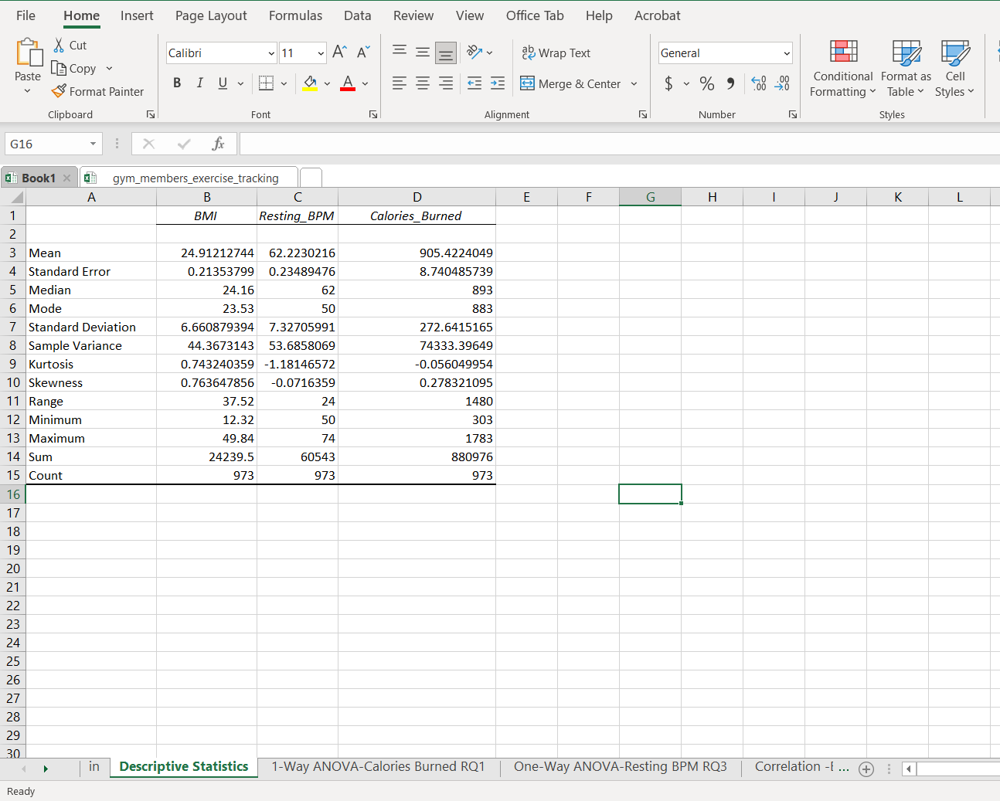 File Home Insert Page Layout Formulas Data Review View Office Tab Help Acrobat
Paste
Cut
Copy
Format Painter
Clipboard
Calibri 11 A A
B I U A
Font
ab Wrap Text
Merge & Center
Alignment
General
$ % 9 .00 .00 .0
Number
Conditional Formatting
Format as Table
Cell Styles
Styles
G16 fx
Book1 gym_members_exercise_tracking
A B C D E F G H I J K L
1 BMI Resting_BPM Calories_Burned
2
3 Mean 24.91212744 62.2230216 905.4224049
4 Standard Error 0.21353799 0.23489476 8.740485739
5 Median 24.16 62 893
6 Mode 23.53 50 883
7 Standard Deviation 6.660879394 7.32705991 272.6415165
8 Sample Variance 44.3673143 53.6858069 74333.39649
9 Kurtosis 0.743240359 -1.18146572 -0.056049954
10 Skewness 0.763647856 -0.0716359 0.278321095
11 Range 37.52 24 1480
12 Minimum 12.32 50 303
13 Maximum 49.84 74 1783
14 Sum 24239.5 60543 880976
15 Count 973 973 973
16
17
18
19
20
21
22
23
24
25
26
27
28
29
30
in Descriptive Statistics 1-Way ANOVA-Calories Burned RQ1 One-Way ANOVA-Resting BPM RQ3 Correlation - ...
Ready